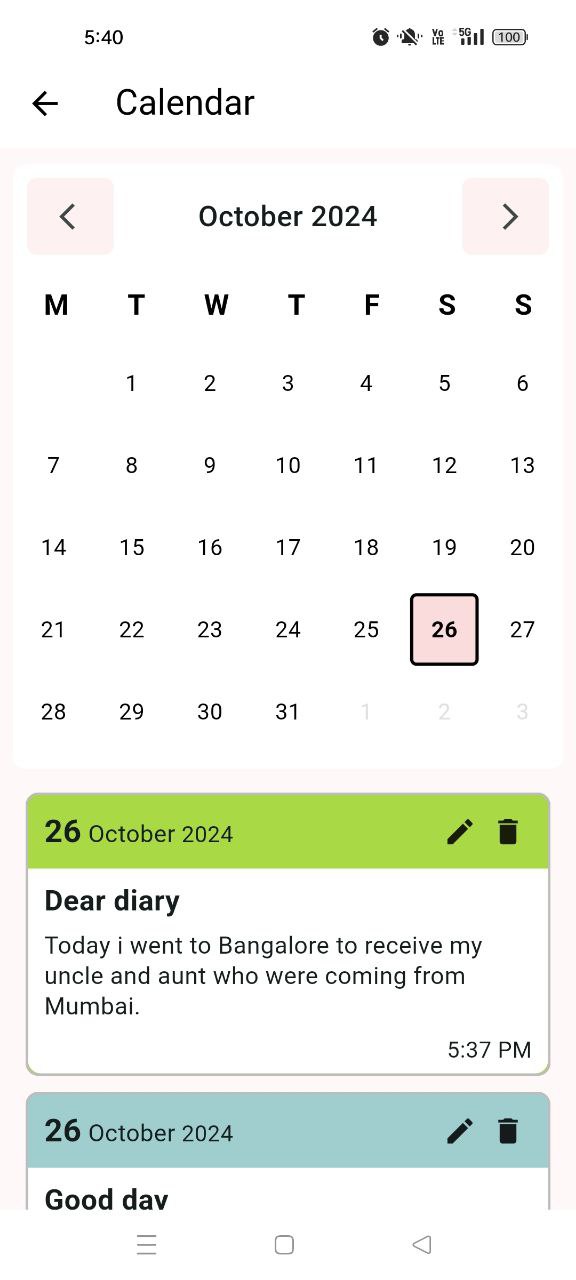 5:40 Vo LTE 5G 100
Calendar
October 2024
M T W T F S S
1 2 3 4 5 6
7 8 9 10 11 12 13
14 15 16 17 18 19 20
21 22 23 24 25 26 27
28 29 30 31 1 2 3
26 October 2024
Dear diary
Today i went to Bangalore to receive my
uncle and aunt who were coming from
Mumbai.
5:37 PM
26 October 2024
Good day